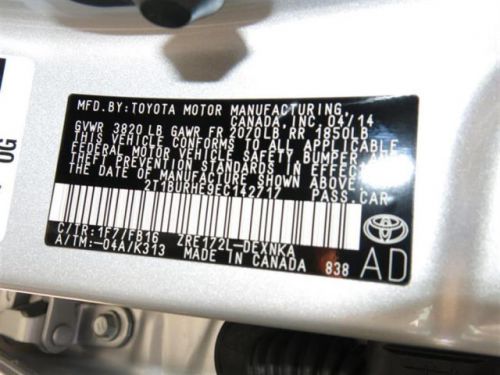 MFD.BY:TOYOTA MOTOR MANUFACTURING
CANADA, INC. 04/14
GVWR 3820 LB GAWR FR 2070LB RR 1850LB
THIS VEHICLE CONFORMS TO ALL APPLICABLE
FEDERAL MOTOR VEHICLE SAFETY, BUMPER, AND
THEFT PREVENTION STANDARDS IN EFFECT ON
THE DATE OF MANUFACTURE SHOWN ABOVE.
2T1BURHE9EC142717 PASS.CAR
C/TR:1F7/FB16 ZRE172L-DEXNKA
A/TM:-04A/K313 MADE IN CANADA 838
AD
OG